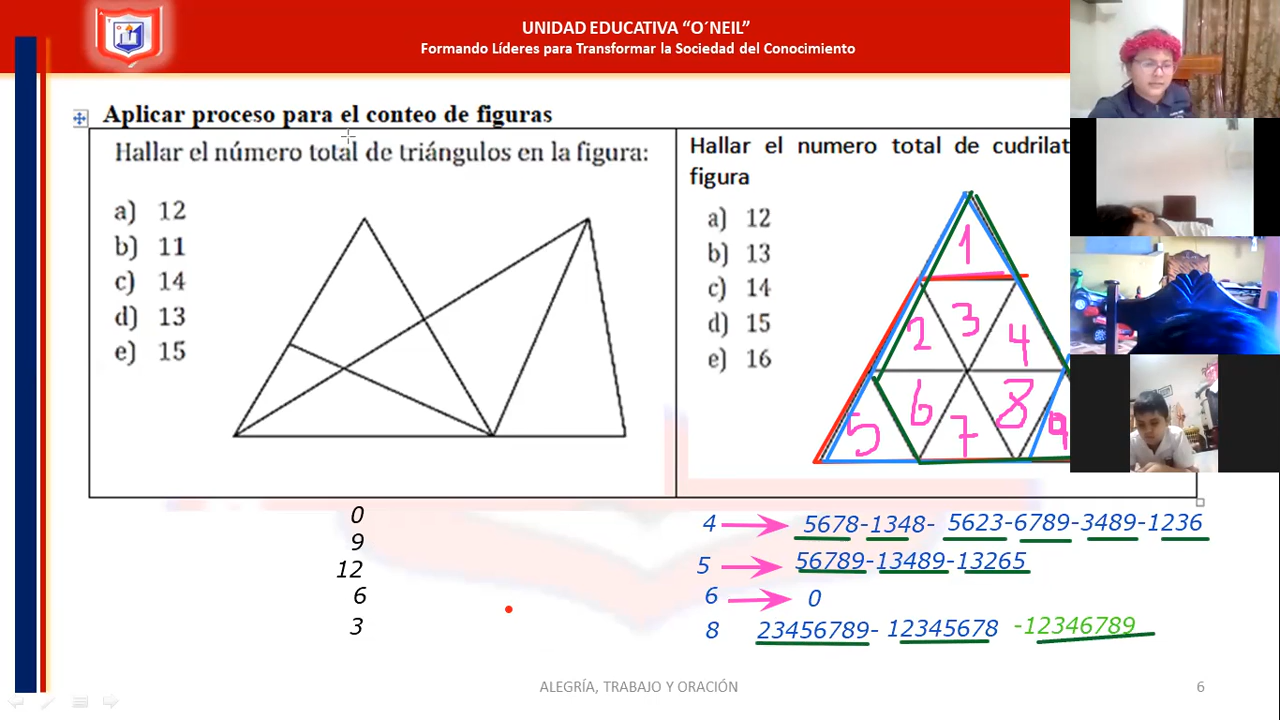 UNIDAD EDUCATIVA “O´NEIL”
Formando Líderes para Transformar la Sociedad del Conocimiento
Aplicar proceso para el conteo de figuras
Hallar el número total de triángulos en la figura:
a) 12
b) 11
c) 14
d) 13
e) 15
Hallar el numero total de
figura
a) 12
b) 13
c) 14
d) 15
e) 16
1
2 3 4
5 6 7 8 9
0
9
12
6
3
4 5678-1348- 5623-6789-3489-1236
5 56789-13489-13265
6 0
8 23456789- 12345678 -12346789
ALEGRÍA, TRABAJO Y ORACIÓN
6